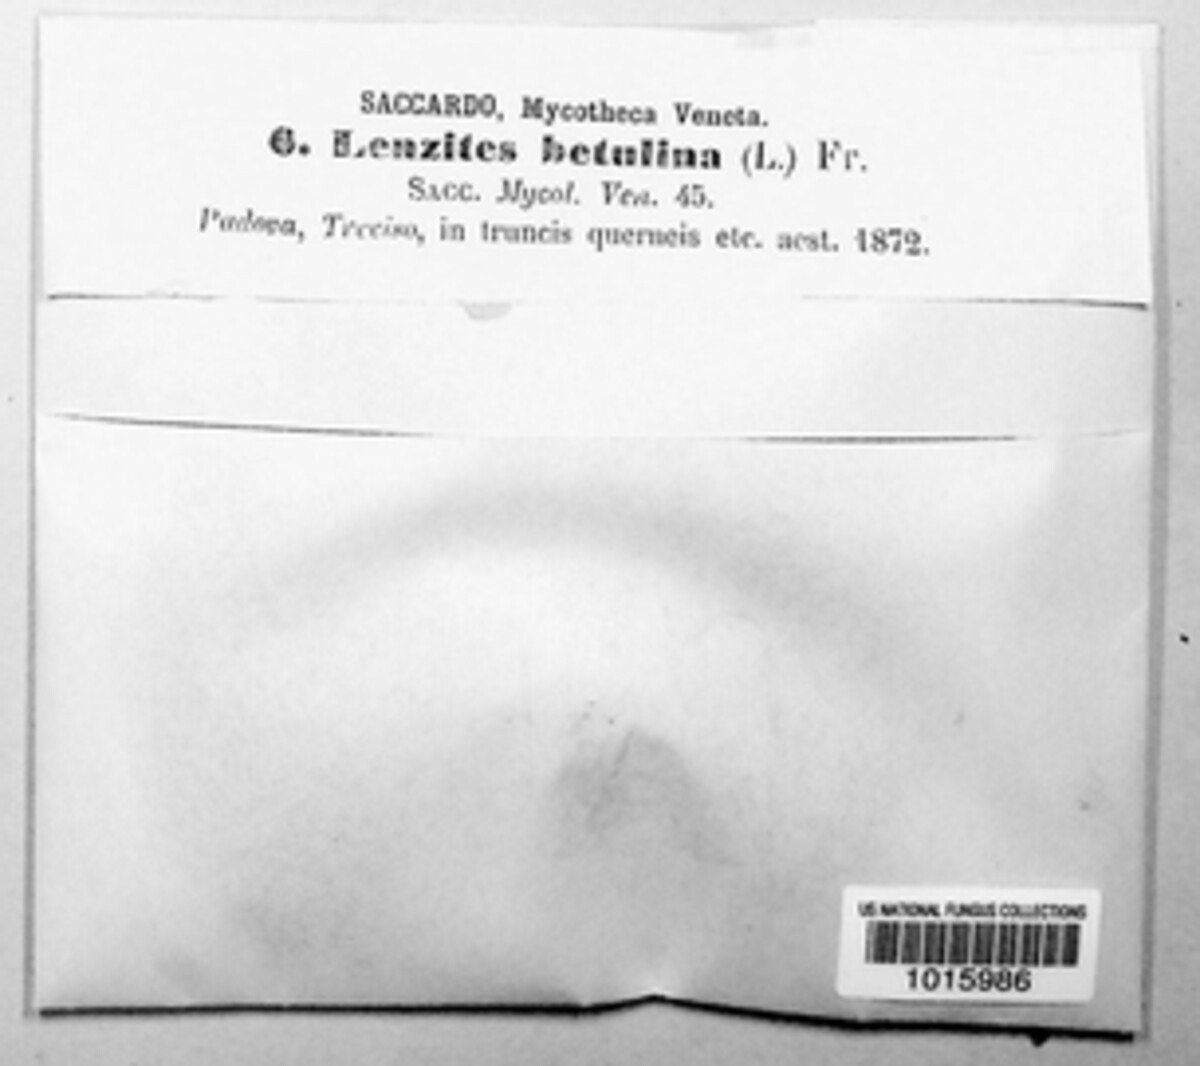 SACCARDO, Mycotheca Veneta.
6. Lenzites betulina (L.) Fr.
SACC. Mycol. Ven. 45.
Padova, Treviso, in truncis querneis etc. aest. 1872.
US NATIONAL FUNGUS COLLECTIONS
1015986